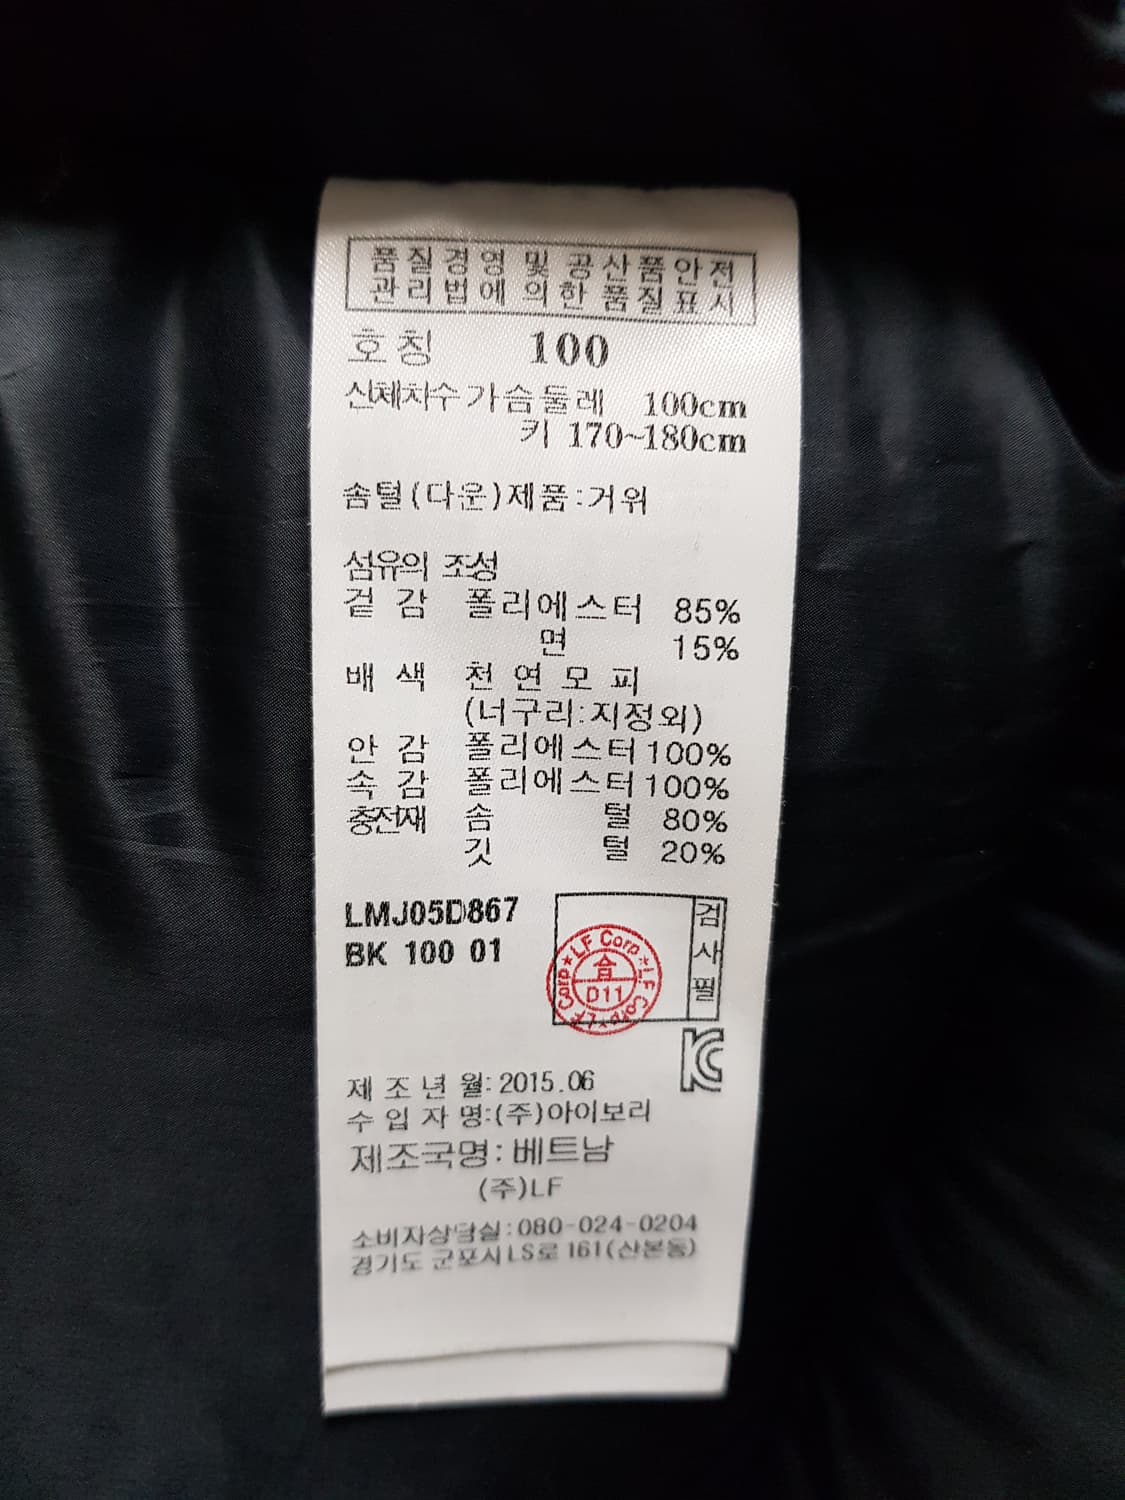 품질경영 및 공산품안전
관리법에 의한 품질표시
호칭 100
신체치수 가슴둘레 100cm
키 170~180cm
솜털(다운)제품:거위
섬유의 조성
겉감 폴리에스터 85%
면 15%
배색 천연모피
(너구리:지정외)
안감 폴리에스터 100%
속감 폴리에스터 100%
충전재 솜털 80%
깃털 20%
LMJ05D867
BK 100 01
검사필
LF Corp ★ LF Corp ★ LF Corp ★
合
D11
KC
제조년월: 2015.06
수입자명:(주)아이보리
제조국명: 베트남
(주)LF
소비자상담실:080-024-0204
경기도 군포시 LS로 161(산본동)